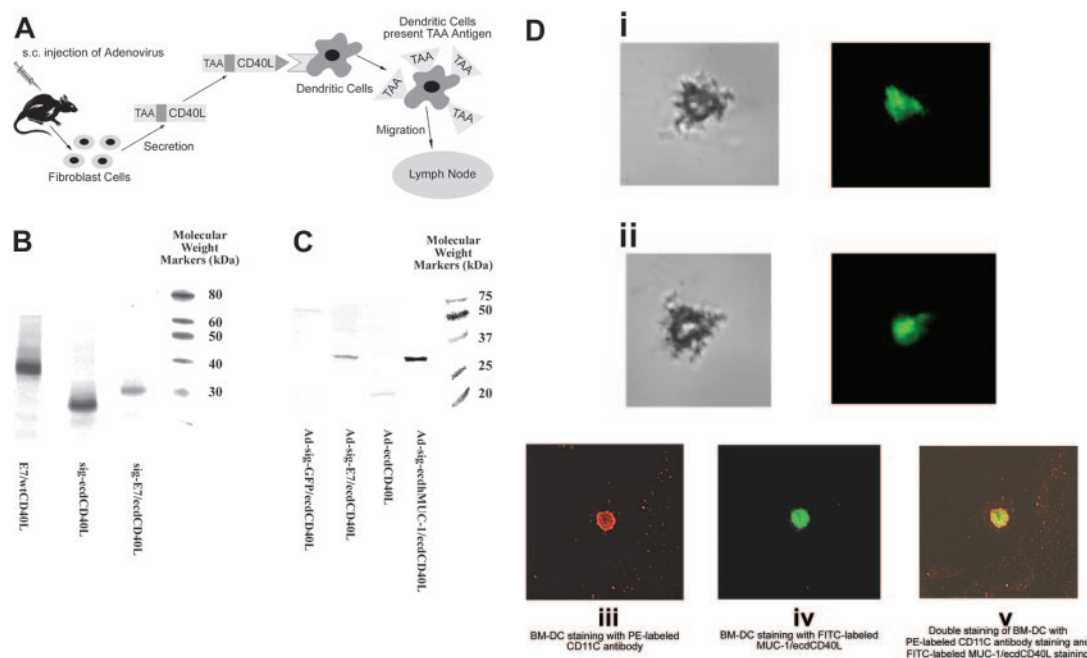 A
s.c. injection of Adenovirus
Fibroblast Cells
TAA CD40L
Secretion
TAA CD40L
Dendritic Cells
Dendritic Cells
present TAA Antigen
TAA
TAA
TAA
TAA
Migration
Lymph Node
B
Molecular
Weight
Markers (kDa)
80
60
50
40
30
E7/wtCD40L
sig-ecdCD40L
sig-E7/ecdCD40L
C
Molecular
Weight
Markers (kDa)
75
50
37
25
20
Ad-sig-GFP/ecdCD40L
Ad-sig-E7/ecdCD40L
Ad-ecdCD40L
Ad-sig-ecdhMUC-1/ecdCD40L
D
i
ii
iii
BM-DC staining with PE-labeled
CD11C antibody
iv
BM-DC staining with FITC-labeled
MUC-1/ecdCD40L
v
Double staining of BM-DC with
PE-labeled CD11C antibody staining and
FITC-labeled MUC-1/ecdCD40L staining